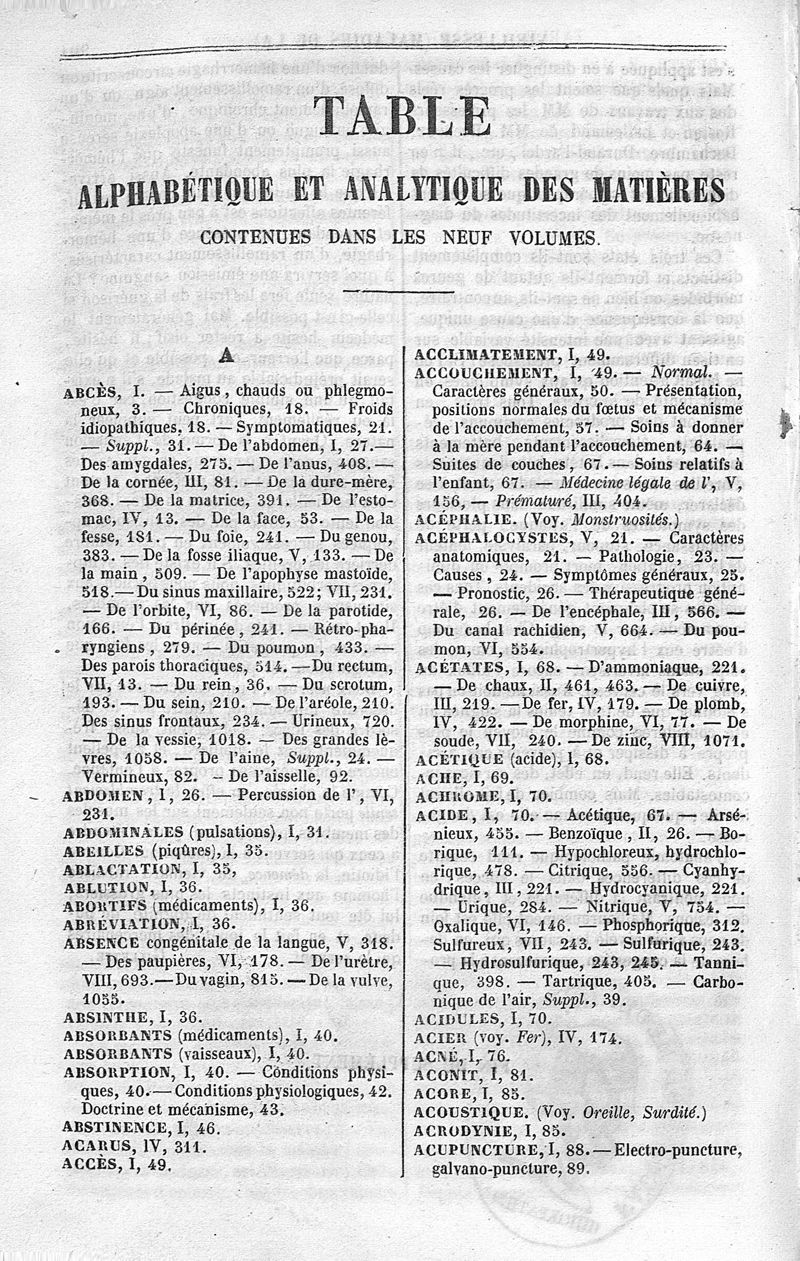 TABLE
ALPHABÉTIQUE ET ANALYTIQUE DES MATIÈRES
CONTENUES DANS LES NEUF VOLUMES.
A
ABCÈS, I. — Aigus, chauds ou phlegmo-
neux, 3. — Chroniques, 18. — Froids
idiopathiques, 18. — Symptomatiques, 21.
— Suppl., 31. — De l'abdomen, I, 27. —
Des amygdales, 275. — De l'anus, 408. —
De la cornée, III, 81. — De la dure-mère,
368. — De la matrice, 391. — De l'esto-
mac, IV, 13. — De la face, 53. — De la
fesse, 181. — Du foie, 241. — Du genou,
383. — De la fosse iliaque, V, 133. — De
la main, 509. — De l'apophyse mastoïde,
518. — Du sinus maxillaire, 522; VII, 231.
— De l'orbite, VI, 86. — De la parotide,
166. — Du périnée, 241. — Rétro-pha-
ryngiens, 279. — Du poumon, 433. —
Des parois thoraciques, 514. — Du rectum,
VII, 13. — Du rein, 36. — Du scrotum,
193. — Du sein, 210. — De l'aréole, 210.
Des sinus frontaux, 234. — Urineux, 720.
— De la vessie, 1018. — Des grandes lè-
vres, 1058. — De l'aine, Suppl., 24. —
Vermineux, 82. — De l'aisselle, 92.
ABDOMEN, I, 26. — Percussion de l', VI,
231.
ABDOMINALES (pulsations), I, 31.
ABEILLES (piqûres), I, 35.
ABLACTATION, I, 35,
ABLUTION, I, 36.
ABORTIFS (médicaments), I, 36.
ABRÉVIATION, I, 36.
ABSENCE congénitale de la langue, V, 318.
— Des paupières, VI, 178. — De l'urètre,
VIII, 693. — Du vagin, 815. — De la vulve,
1055.
ABSINTHE, I, 36.
ABSORBANTS (médicaments), I, 40.
ABSORBANTS (vaisseaux), I, 40.
ABSORPTION, I, 40. — Conditions physi-
ques, 40. — Conditions physiologiques, 42.
Doctrine et mécanisme, 43.
ABSTINENCE, I, 46.
ACARUS, IV, 311.
ACCÈS, I, 49.
ACCLIMATEMENT, I, 49.
ACCOUCHEMENT, I, 49. — Normal. —
Caractères généraux, 50. — Présentation,
positions normales du fœtus et mécanisme
de l'accouchement, 57. — Soins à donner
à la mère pendant l'accouchement, 64. —
Suites de couches, 67. — Soins relatifs à
l'enfant, 67. — Médecine légale de l', V,
156, — Prématuré, III, 404.
ACÉPHALIE. (Voy. Monstruosités.)
ACÉPHALOCYSTES, V, 21. — Caractères
anatomiques, 21. — Pathologie, 23. —
Causes, 24. — Symptômes généraux, 25.
— Pronostic, 26. — Thérapeutique géné-
rale, 26. — De l'encéphale, III, 566. —
Du canal rachidien, V, 664. — Du pou-
mon, VI, 554.
ACÉTATES, I, 68. — D'ammoniaque, 221.
— De chaux, II, 461, 463. — De cuivre,
III, 219. — De fer, IV, 179. — De plomb,
IV, 422. — De morphine, VI, 77. — De
soude, VII, 240. — De zinc, VIII, 1071.
ACÉTIQUE (acide), I, 68.
ACHE, I, 69.
ACHROME, I, 70.
ACIDE, I, 70. — Acétique, 67. — Arsé-
nieux, 455. — Benzoïque, II, 26. — Bo-
rique, 111. — Hypochloreux, hydrochlo-
rique, 478. — Citrique, 556. — Cyanhy-
drique, III, 221. — Hydrocyanique, 221.
— Urique, 284. — Nitrique, V, 754. —
Oxalique, VI, 146. — Phosphorique, 312.
Sulfureux, VII, 243. — Sulfurique, 243.
— Hydrosulfurique, 243, 245. — Tanni-
que, 398. — Tartrique, 405. — Carbo-
nique de l'air, Suppl., 39.
ACIDULES, I, 70.
ACIER (voy. Fer), IV, 174.
ACNÉ, I, 76.
ACONIT, I, 81.
ACORE, I, 85.
ACOUSTIQUE. (Voy. Oreille, Surdité.)
ACRODYNIE, I, 85.
ACUPUNCTURE, I, 88. — Electro-puncture,
galvano-puncture, 89.